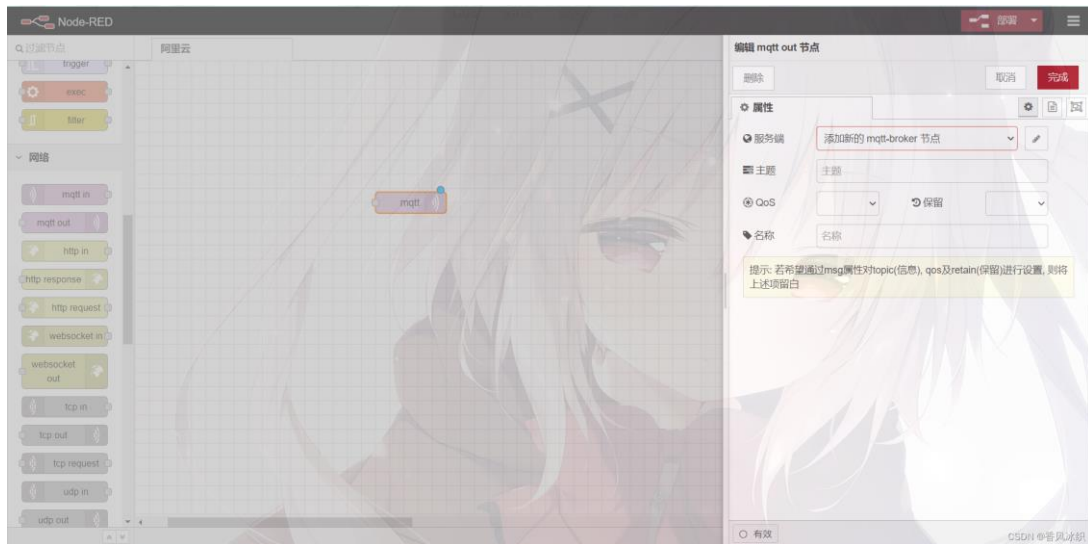 Node-RED
部署
过滤节点
阿里云
编辑 mqtt out 节点
trigger
删除
取消
完成
exec
filter
属性
服务端
添加新的 mqtt-broker 节点
网络
主题
主题
mqtt in
mqtt
QoS
保留
mqtt out
名称
名称
http in
提示: 若希望通过msg属性对topic(信息), qos及retain(保留)进行设置, 则将
上述项留白
http response
http request
websocket in
websocket
out
tcp in
tcp out
tcp request
udp in
udp out
有效
CSDN @香风冰织